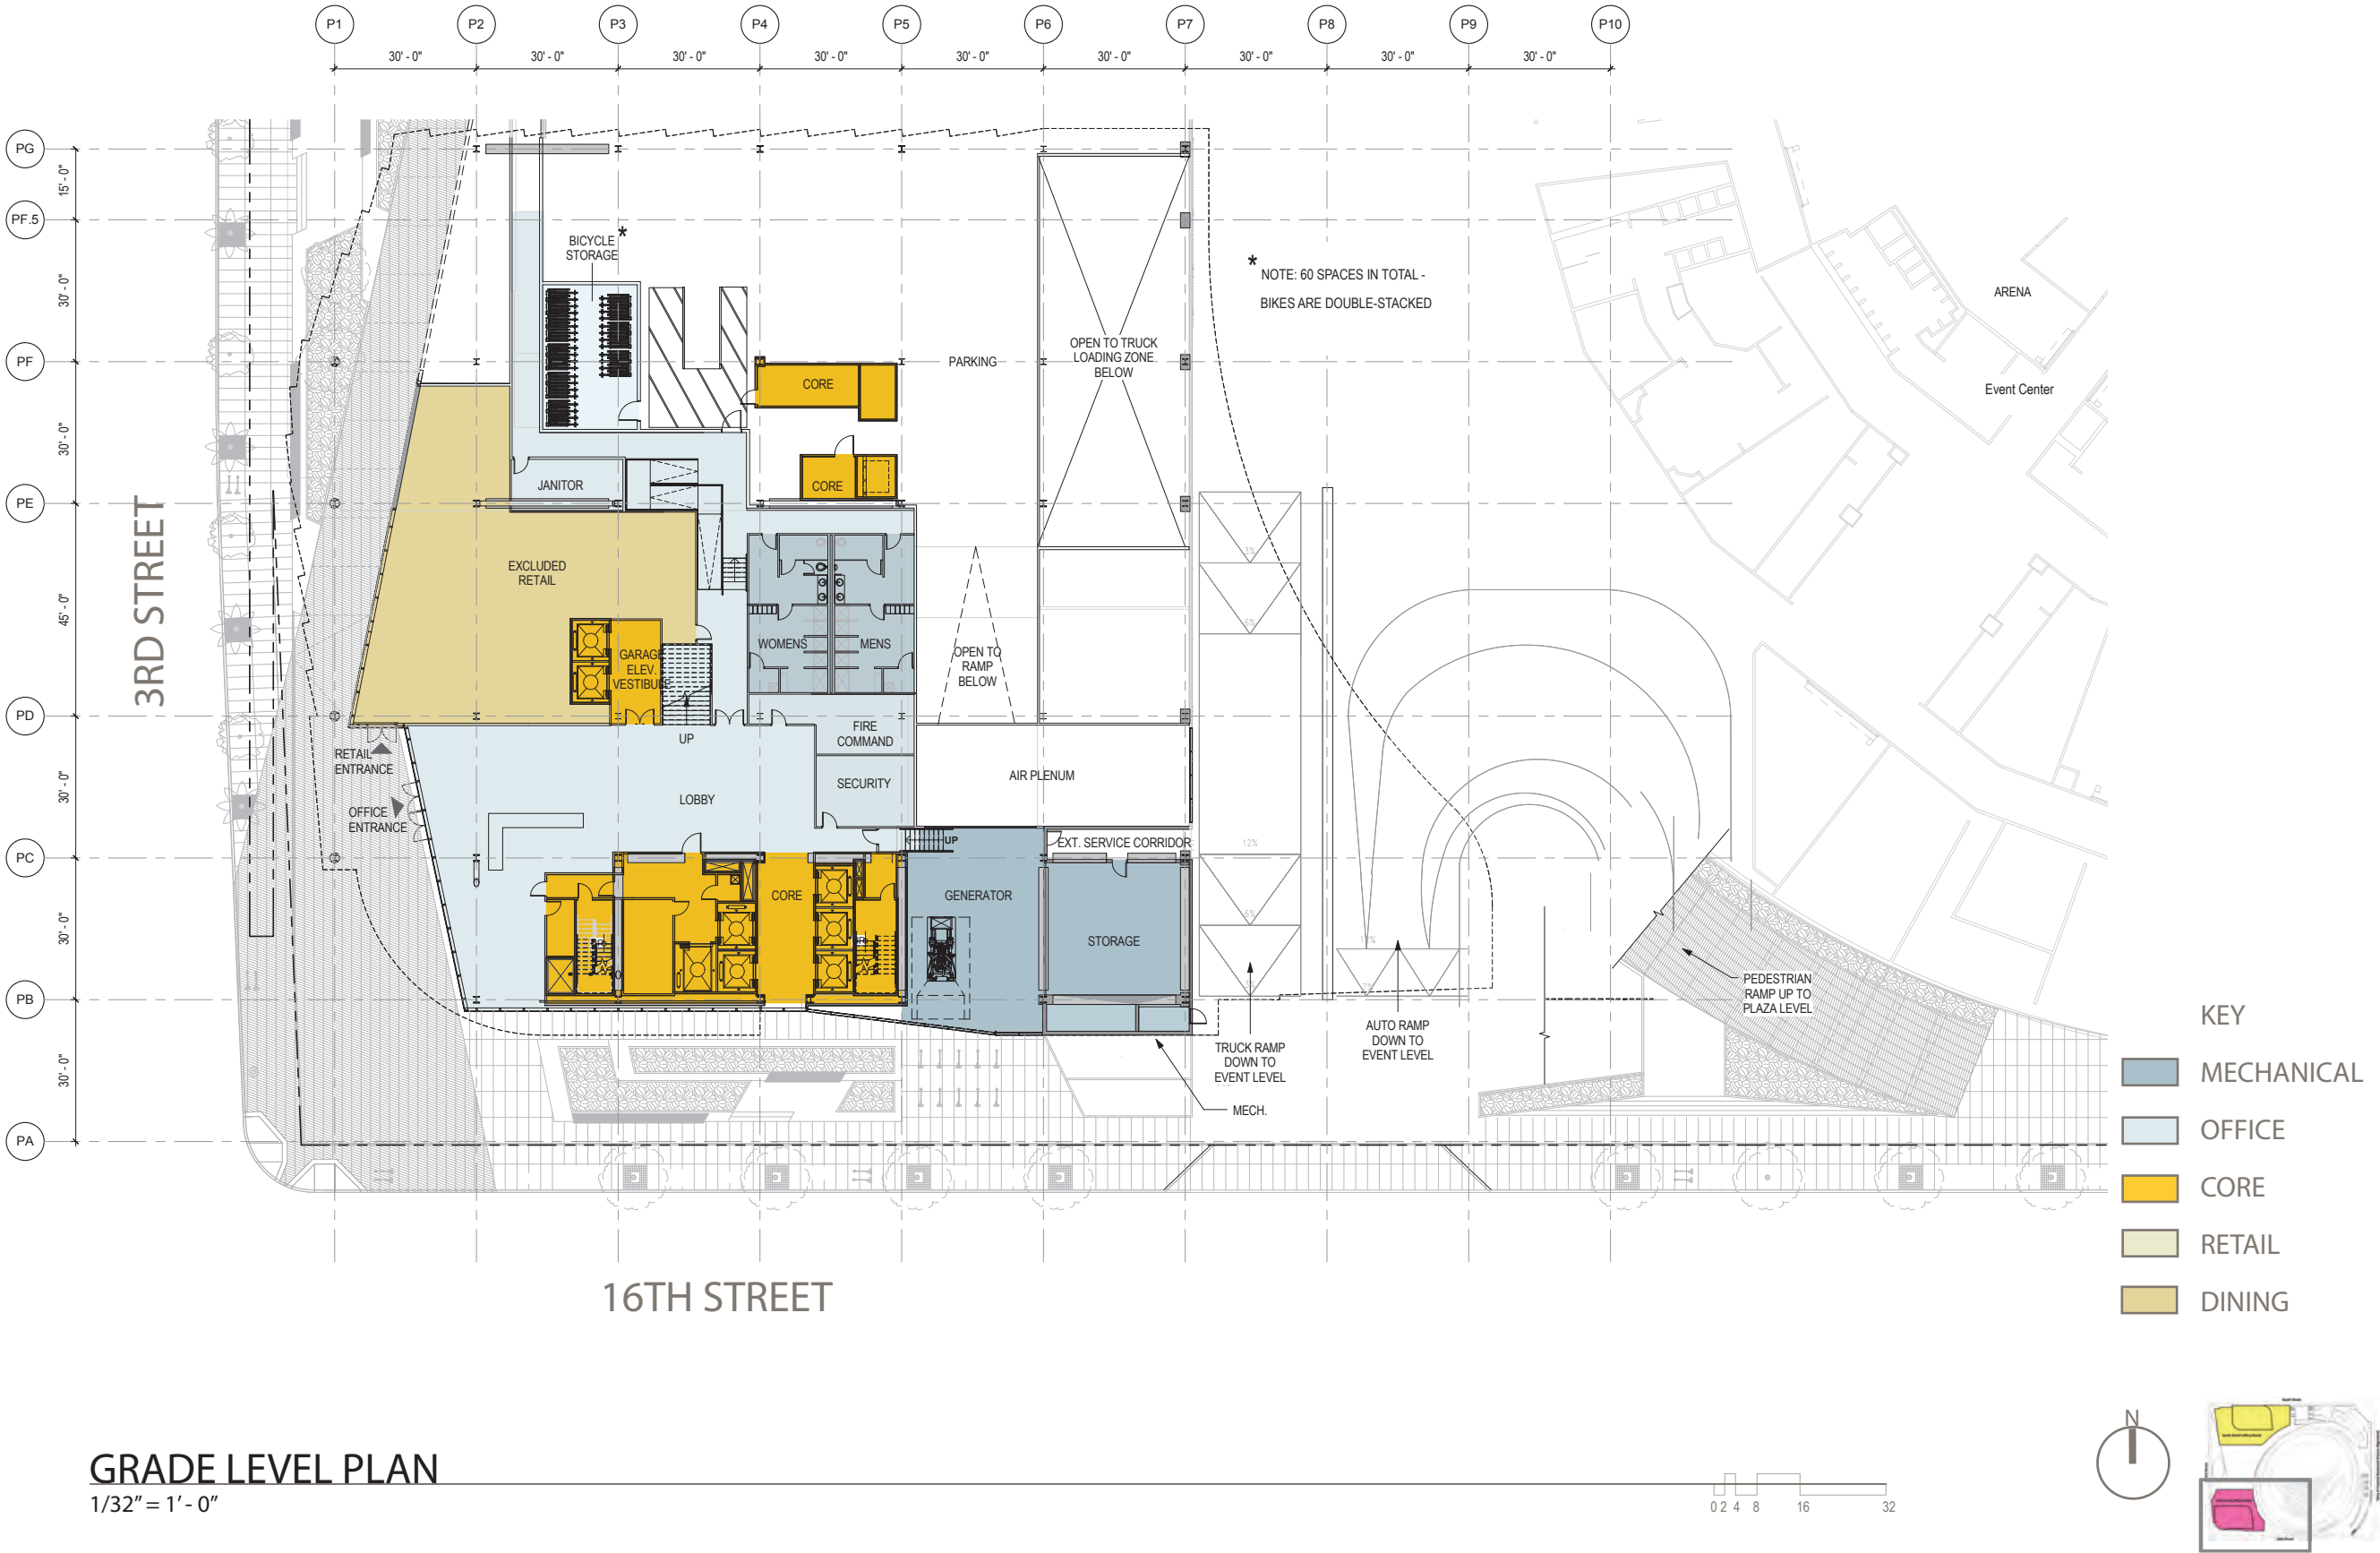 P1 P2 P3 P4 P5 P6 P7 P8 P9 P10
30' - 0" 30' - 0" 30' - 0" 30' - 0" 30' - 0" 30' - 0" 30' - 0" 30' - 0" 30' - 0"
PG
15' - 0"
PF.5
30' - 0"
PF
30' - 0"
PE
45' - 0"
PD
30' - 0"
PC
30' - 0"
PB
30' - 0"
PA
3RD STREET
16TH STREET
BICYCLE *
STORAGE
*
NOTE: 60 SPACES IN TOTAL -
BIKES ARE DOUBLE-STACKED
ARENA
Event Center
OPEN TO TRUCK
LOADING ZONE
BELOW
PARKING
CORE
CORE
JANITOR
EXCLUDED
RETAIL
GARAGE
ELEV.
VESTIBULE
WOMENS
MENS
OPEN TO
RAMP
BELOW
UP
FIRE
COMMAND
RETAIL
ENTRANCE
OFFICE
ENTRANCE
LOBBY
SECURITY
AIR PLENUM
UP
EXT. SERVICE CORRIDOR
CORE
GENERATOR
STORAGE
3%
6%
12%
6%
12%
PEDESTRIAN
RAMP UP TO
PLAZA LEVEL
TRUCK RAMP
DOWN TO
EVENT LEVEL
AUTO RAMP
DOWN TO
EVENT LEVEL
MECH.
KEY
MECHANICAL
OFFICE
CORE
RETAIL
DINING
GRADE LEVEL PLAN
1/32" = 1' - 0"
0 2 4 8 16 32
N